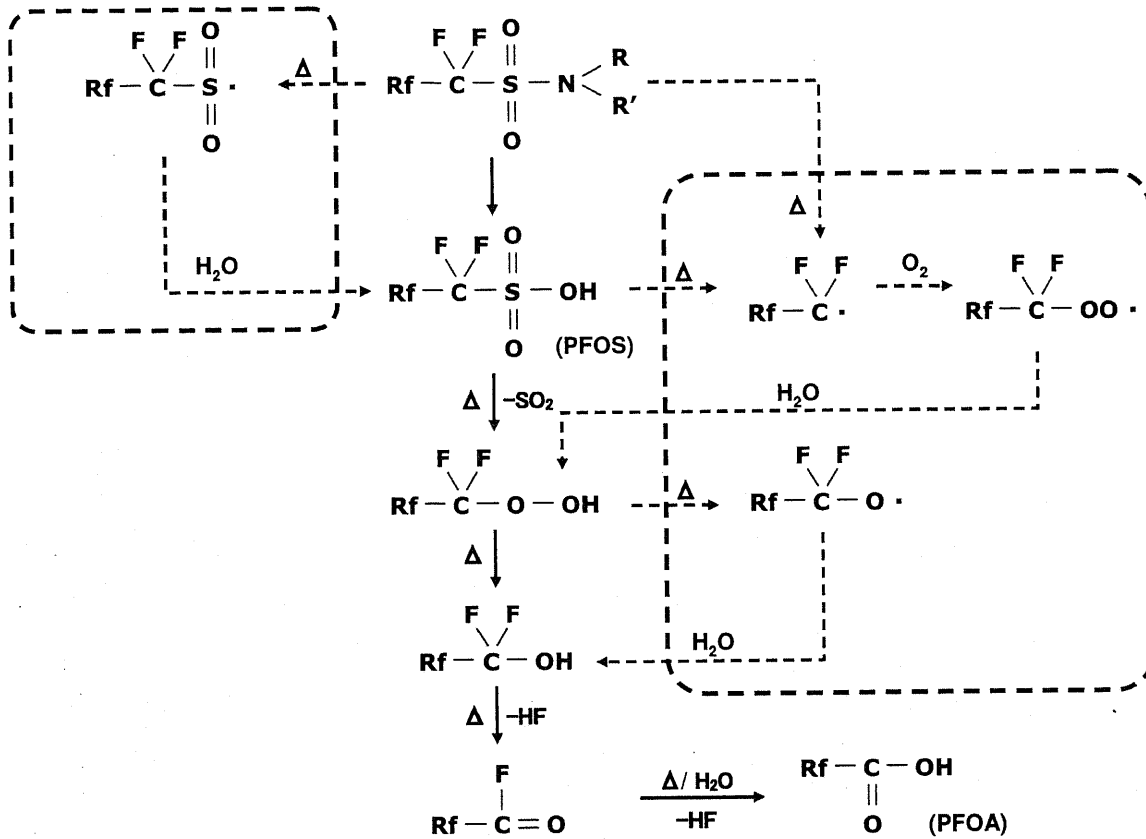 F F O
Rf – C – S ·
O
Δ
F F O R
Rf – C – S – N
O R'
H₂O
Δ
F F O
Rf – C – S – OH
O (PFOS)
Δ
F F
Rf – C ·
O₂
F F
Rf – C – OO ·
Δ –SO₂
H₂O
F F
Rf – C – O – OH
Δ
F F
Rf – C – O ·
Δ
F F
Rf – C – OH
H₂O
Δ –HF
F
Rf – C = O
Δ / H₂O
–HF
Rf – C – OH
O (PFOA)